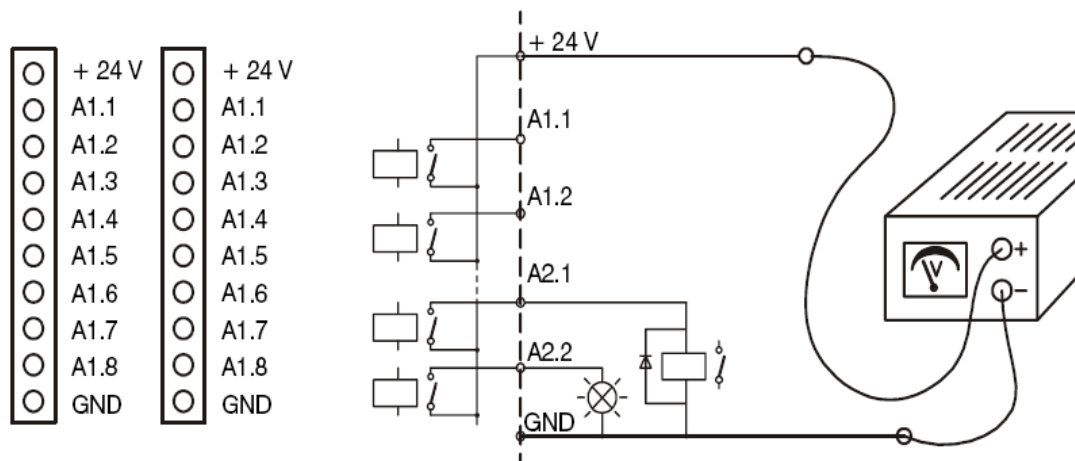 + 24 V
A1.1
A1.2
A1.3
A1.4
A1.5
A1.6
A1.7
A1.8
GND
+ 24 V
A1.1
A1.2
A1.3
A1.4
A1.5
A1.6
A1.7
A1.8
GND
+ 24 V
A1.1
A1.2
A2.1
A2.2
GND
V
+
−